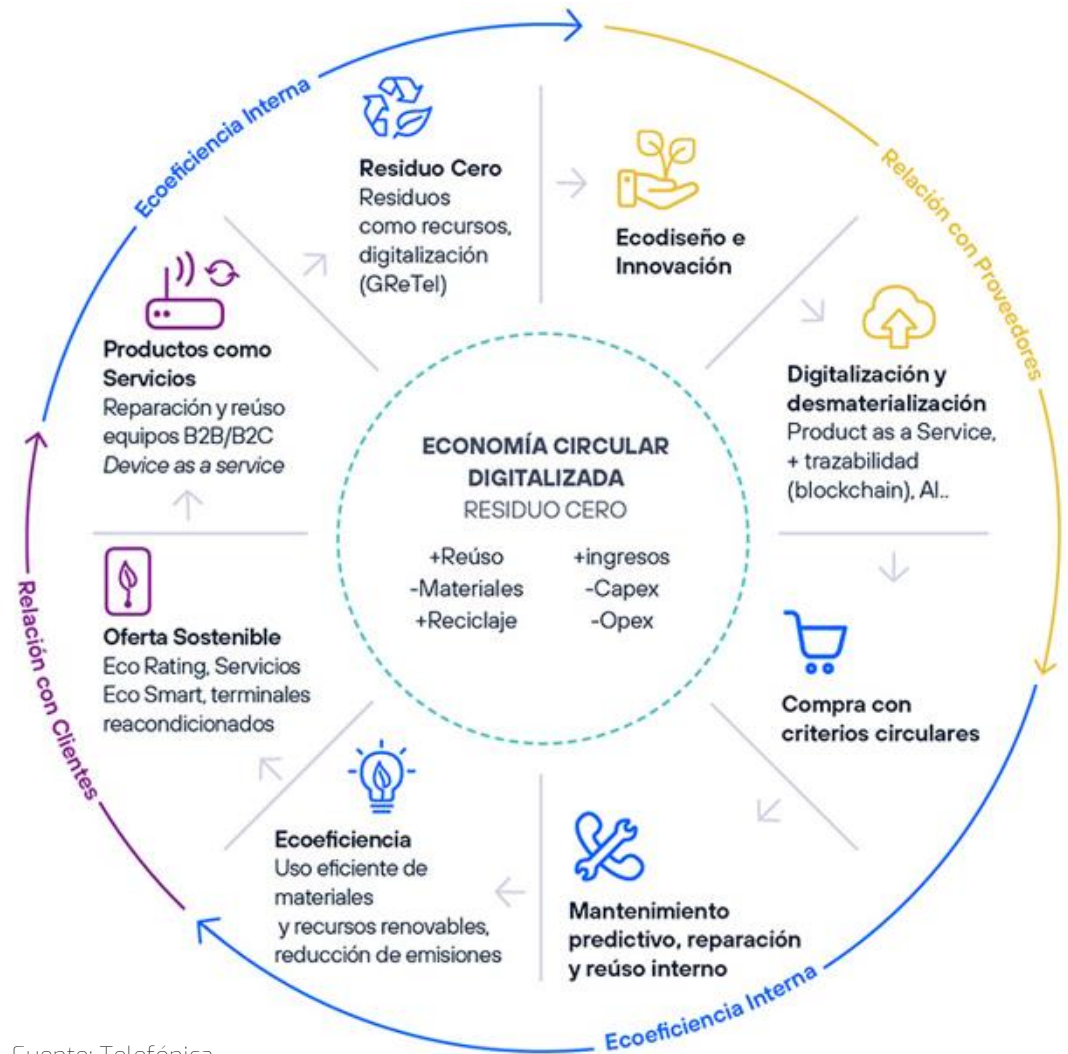 Ecoeficiencia Interna
Relación con Proveedores
Residuo Cero
Residuos
como recursos,
digitalización
(GReTel)
Ecodiseño e
Innovación
Digitalización y
desmaterialización
Product as a Service,
+ trazabilidad
(blockchain), AI..
Compra con
criterios circulares
Mantenimiento
predictivo, reparación
y reúso interno
Ecoeficiencia Interna
Ecoeficiencia
Uso eficiente de
materiales
y recursos renovables,
reducción de emisiones
Relación con Clientes
Oferta Sostenible
Eco Rating, Servicios
Eco Smart, terminales
reacondicionados
Productos como
Servicios
Reparación y reúso
equipos B2B/B2C
Device as a service
ECONOMÍA CIRCULAR
DIGITALIZADA
RESIDUO CERO
+Reúso +ingresos
-Materiales -Capex
+Reciclaje -Opex
Fuente: Telefónica